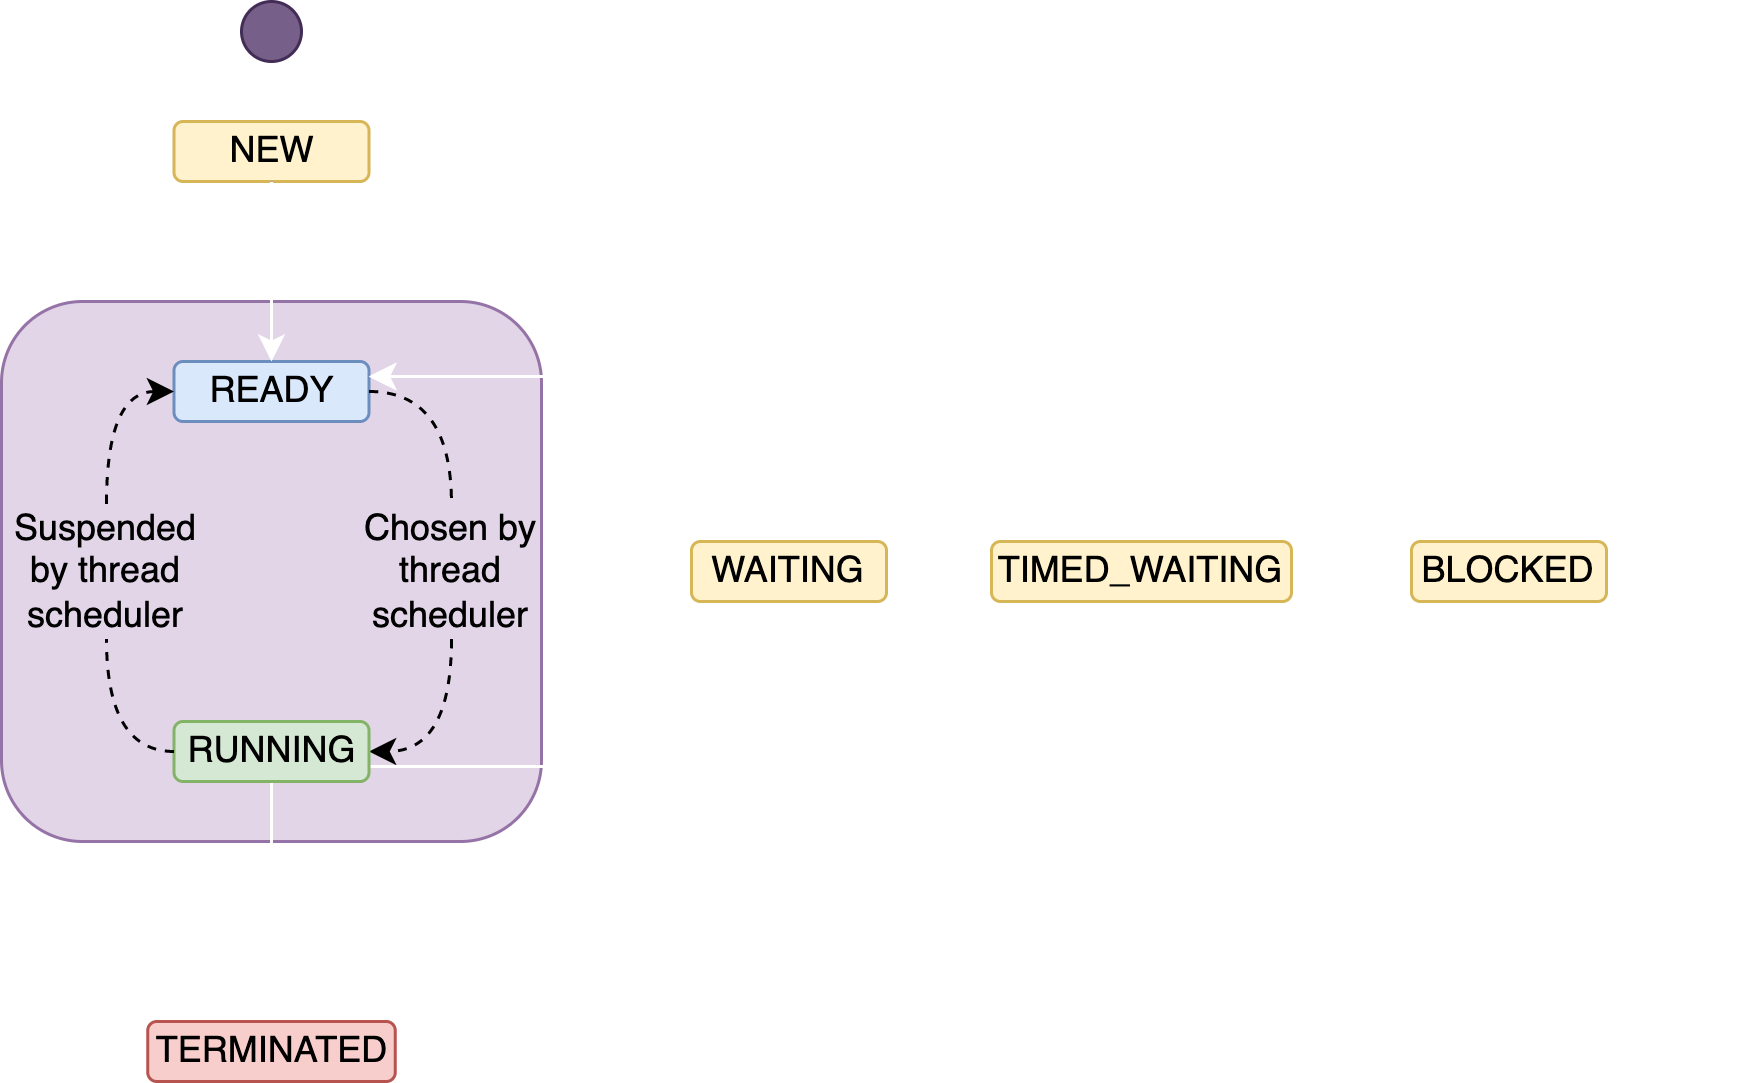 NEW
READY
Suspended
by thread
scheduler
Chosen by
thread
scheduler
WAITING
TIMED_WAITING
BLOCKED
RUNNING
TERMINATED